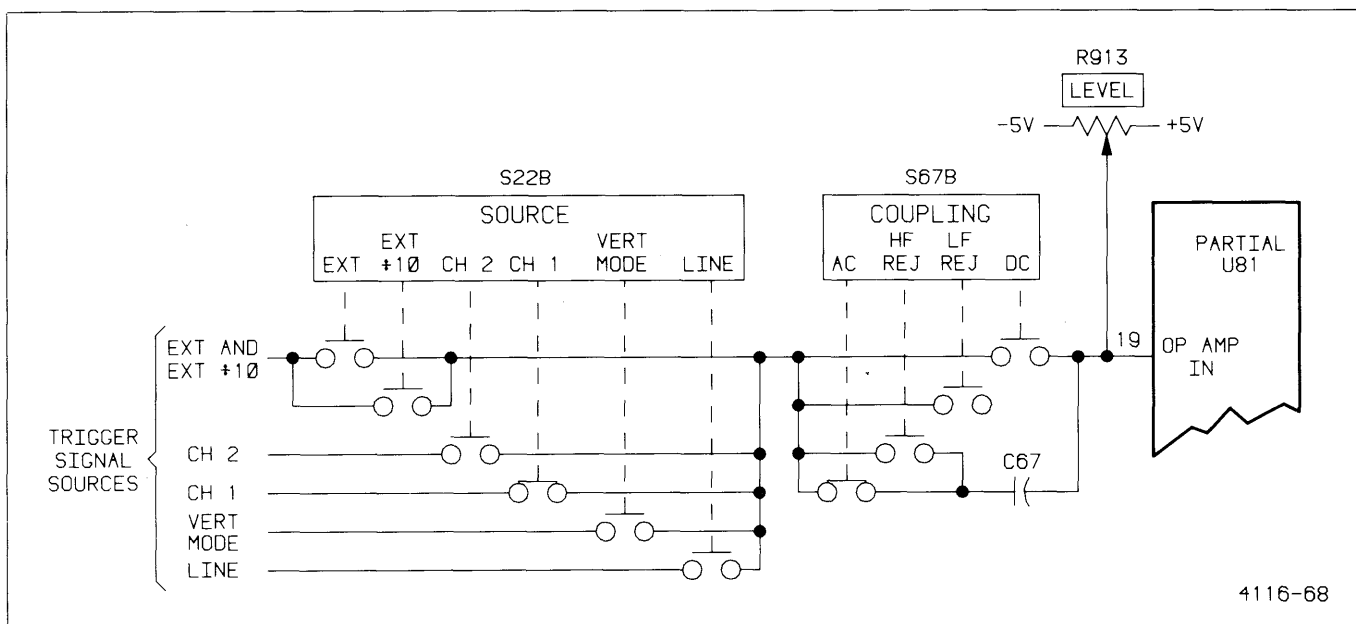 R913
LEVEL
-5V +5V
S22B
SOURCE
EXT EXT ÷10 CH 2 CH 1 VERT MODE LINE
S67B
COUPLING
AC HF REJ LF REJ DC
PARTIAL
U81
19 OP AMP
IN
TRIGGER
SIGNAL
SOURCES
EXT AND
EXT ÷10
CH 2
CH 1
VERT
MODE
LINE
C67
4116-68